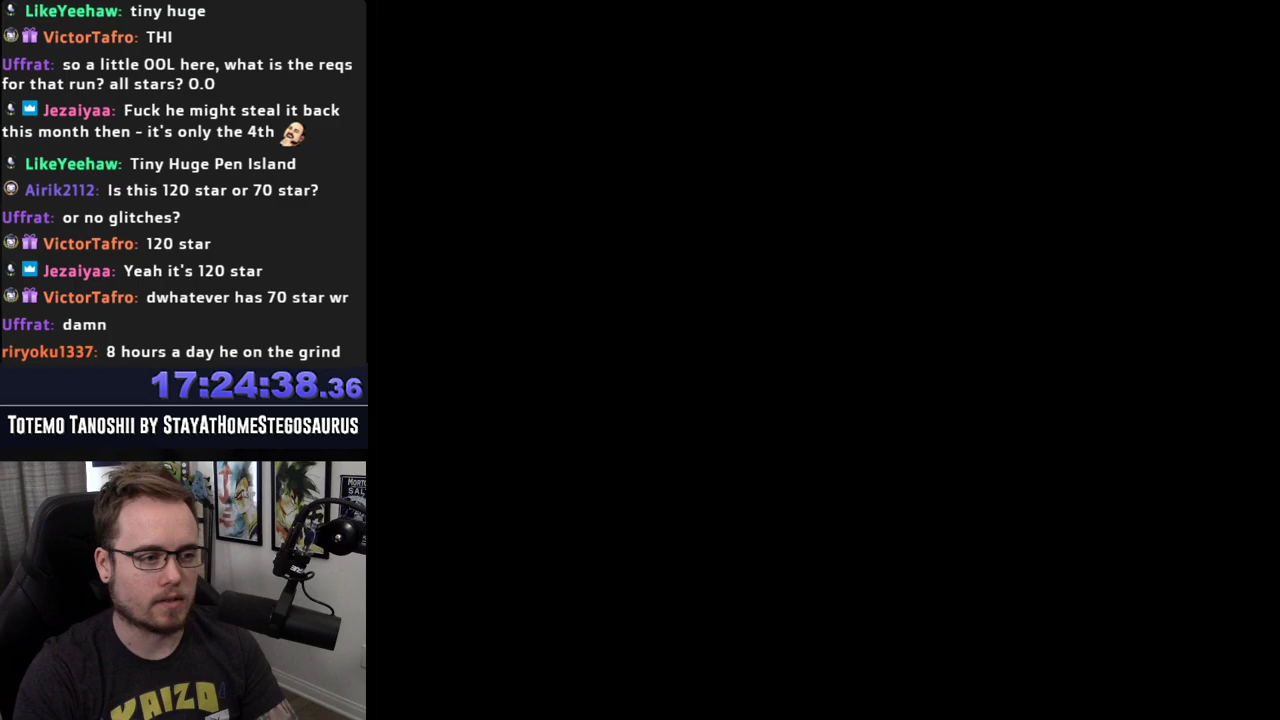 LikeYeehaw: tiny huge
VictorTafro: THI
Uffrat: so a little OOL here, what is the reqs
for that run? all stars? O.O
Jezaiyaa: Fuck he might steal it back
this month then - it's only the 4th
LikeYeehaw: Tiny Huge Pen Island
Airik2112: Is this 120 star or 70 star?
Uffrat: or no glitches?
VictorTafro: 120 star
Jezaiyaa: Yeah it's 120 star
VictorTafro: dwhatever has 70 star wr
Uffrat: damn
riryoku1337: 8 hours a day he on the grind
17:24:38.36
Totemo Tanoshii by StayAtHomeStegosaurus
KAIZO